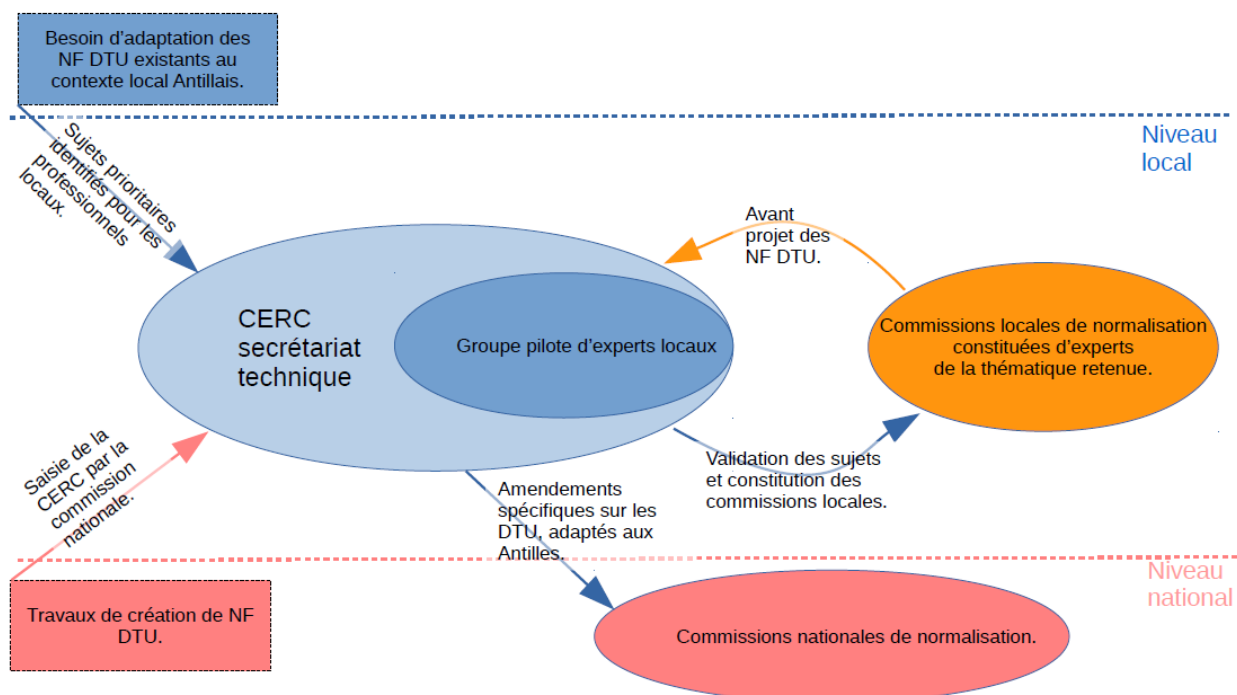 Besoin d'adaptation des
NF DTU existants au
contexte local Antillais.
Niveau
local
Sujets prioritaires
identifiés pour les
professionnels
locaux.
Avant
projet des
NF DTU.
CERC
secrétariat
technique
Groupe pilote d'experts locaux
Commissions locales de normalisation
constituées d'experts
de la thématique retenue.
Saisie de la
CERC par la
commission
nationale.
Validation des sujets
et constitution des
commissions locales.
Amendements
spécifiques sur les
DTU, adaptés aux
Antilles.
Niveau
national
Travaux de création de NF
DTU.
Commissions nationales de normalisation.